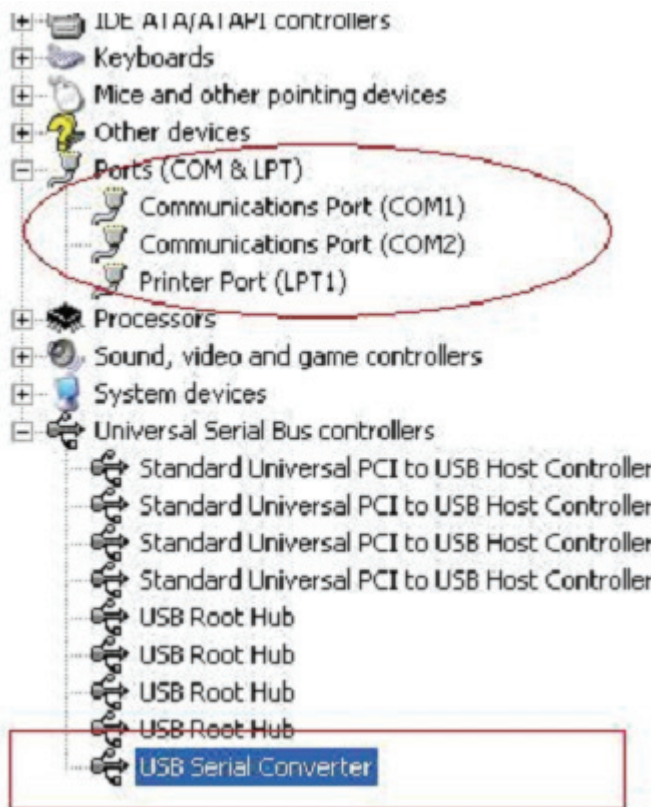 IDE ATA/ATAPI controllers
Keyboards
Mice and other pointing devices
Other devices
Ports (COM & LPT)
Communications Port (COM1)
Communications Port (COM2)
Printer Port (LPT1)
Processors
Sound, video and game controllers
System devices
Universal Serial Bus controllers
Standard Universal PCI to USB Host Controller
Standard Universal PCI to USB Host Controller
Standard Universal PCI to USB Host Controller
Standard Universal PCI to USB Host Controller
USB Root Hub
USB Root Hub
USB Root Hub
USB Root Hub
USB Serial Converter